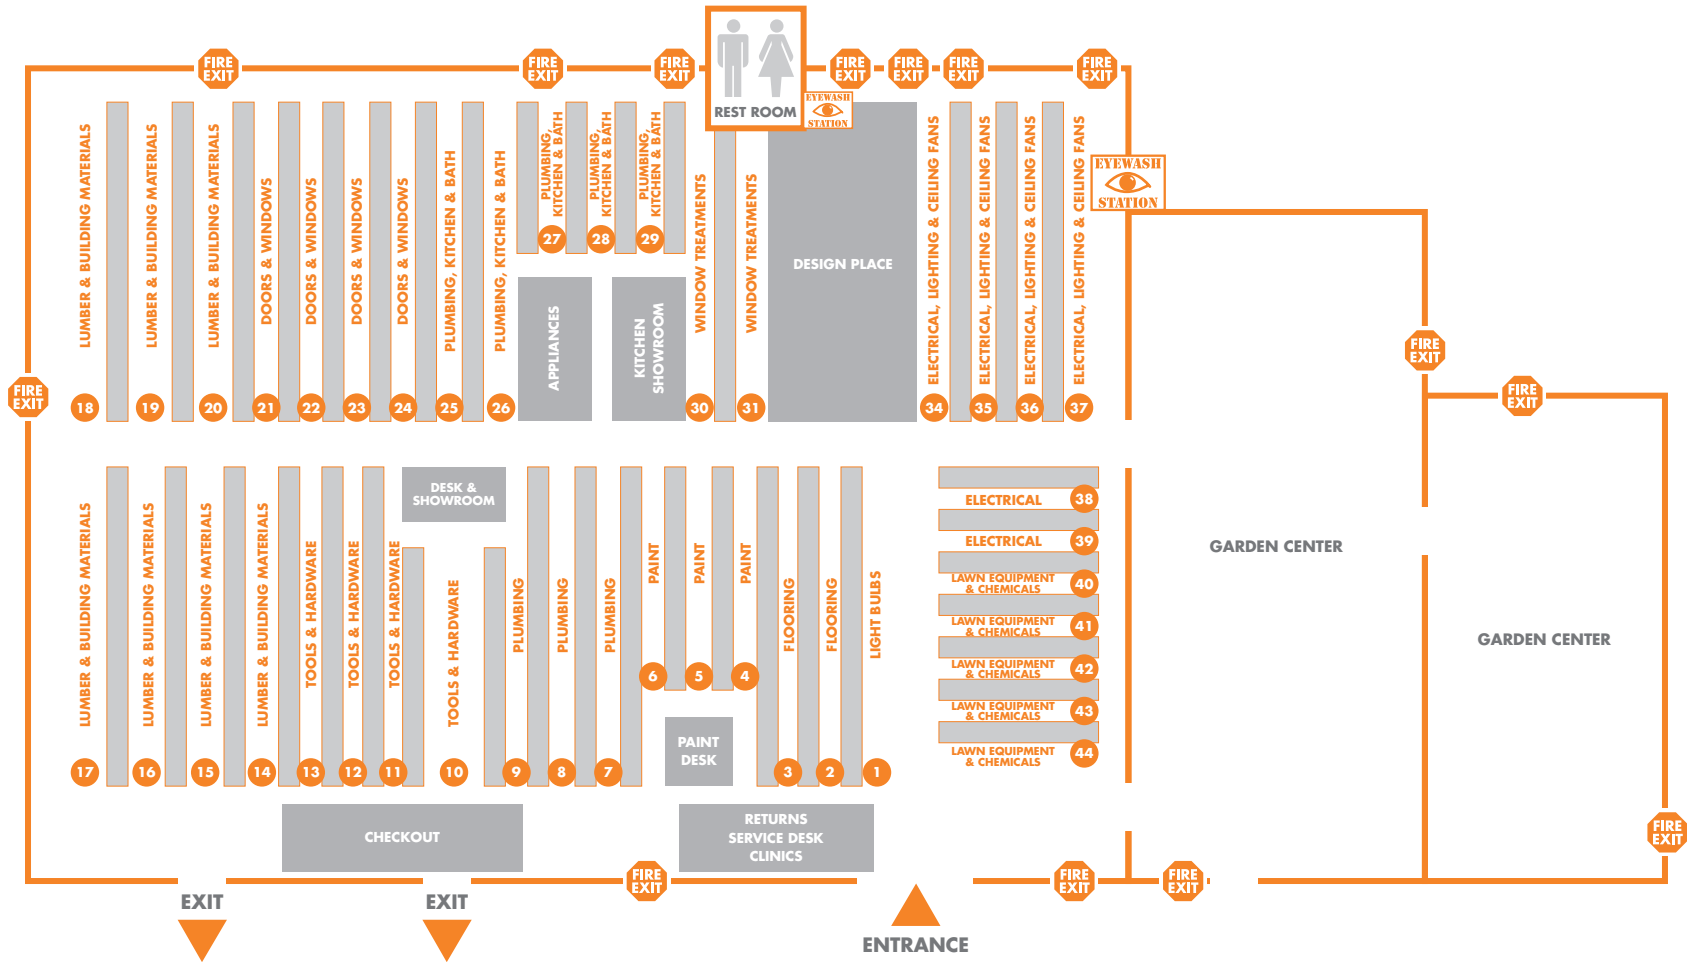 FIRE
EXIT
FIRE
EXIT
FIRE
EXIT
REST ROOM
FIRE
EXIT
FIRE
EXIT
FIRE
EXIT
FIRE
EXIT
EYEWASH
STATION
EYEWASH
STATION
LUMBER & BUILDING MATERIALS
18
LUMBER & BUILDING MATERIALS
19
LUMBER & BUILDING MATERIALS
20
DOORS & WINDOWS
21
DOORS & WINDOWS
22
DOORS & WINDOWS
23
DOORS & WINDOWS
24
PLUMBING, KITCHEN & BATH
25
PLUMBING, KITCHEN & BATH
26
PLUMBING,
KITCHEN & BATH
27
PLUMBING,
KITCHEN & BATH
28
PLUMBING,
KITCHEN & BATH
29
APPLIANCES
KITCHEN
SHOWROOM
WINDOW TREATMENTS
30
WINDOW TREATMENTS
31
DESIGN PLACE
ELECTRICAL, LIGHTING & CEILING FANS
34
ELECTRICAL, LIGHTING & CEILING FANS
35
ELECTRICAL, LIGHTING & CEILING FANS
36
ELECTRICAL, LIGHTING & CEILING FANS
37
FIRE
EXIT
FIRE
EXIT
FIRE
EXIT
LUMBER & BUILDING MATERIALS
17
LUMBER & BUILDING MATERIALS
16
LUMBER & BUILDING MATERIALS
15
LUMBER & BUILDING MATERIALS
14
TOOLS & HARDWARE
13
TOOLS & HARDWARE
12
TOOLS & HARDWARE
11
DESK &
SHOWROOM
TOOLS & HARDWARE
10
PLUMBING
9
PLUMBING
8
PLUMBING
7
PAINT
6
PAINT
5
PAINT
4
PAINT
DESK
FLOORING
3
FLOORING
2
LIGHT BULBS
1
ELECTRICAL
38
ELECTRICAL
39
LAWN EQUIPMENT
& CHEMICALS
40
LAWN EQUIPMENT
& CHEMICALS
41
LAWN EQUIPMENT
& CHEMICALS
42
LAWN EQUIPMENT
& CHEMICALS
43
LAWN EQUIPMENT
& CHEMICALS
44
GARDEN CENTER
GARDEN CENTER
CHECKOUT
RETURNS
SERVICE DESK
CLINICS
FIRE
EXIT
FIRE
EXIT
FIRE
EXIT
FIRE
EXIT
EXIT
EXIT
ENTRANCE